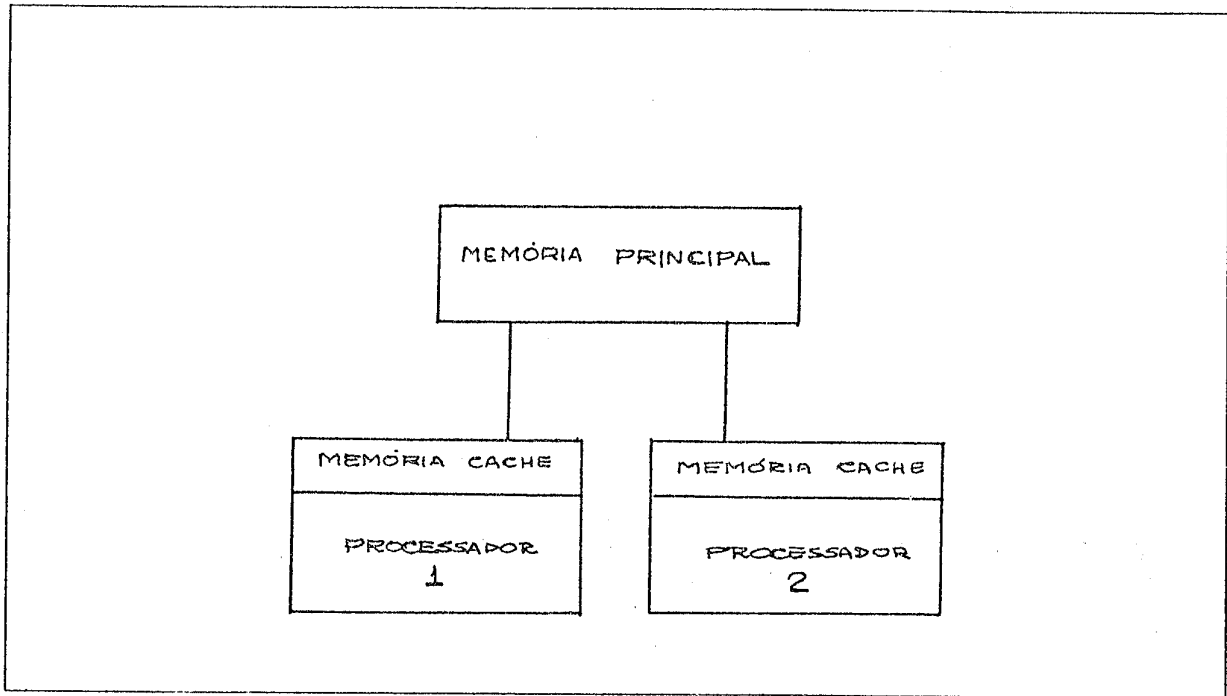 MEMÓRIA PRINCIPAL
MEMÓRIA CACHE
PROCESSADOR
1
MEMÓRIA CACHE
PROCESSADOR
2